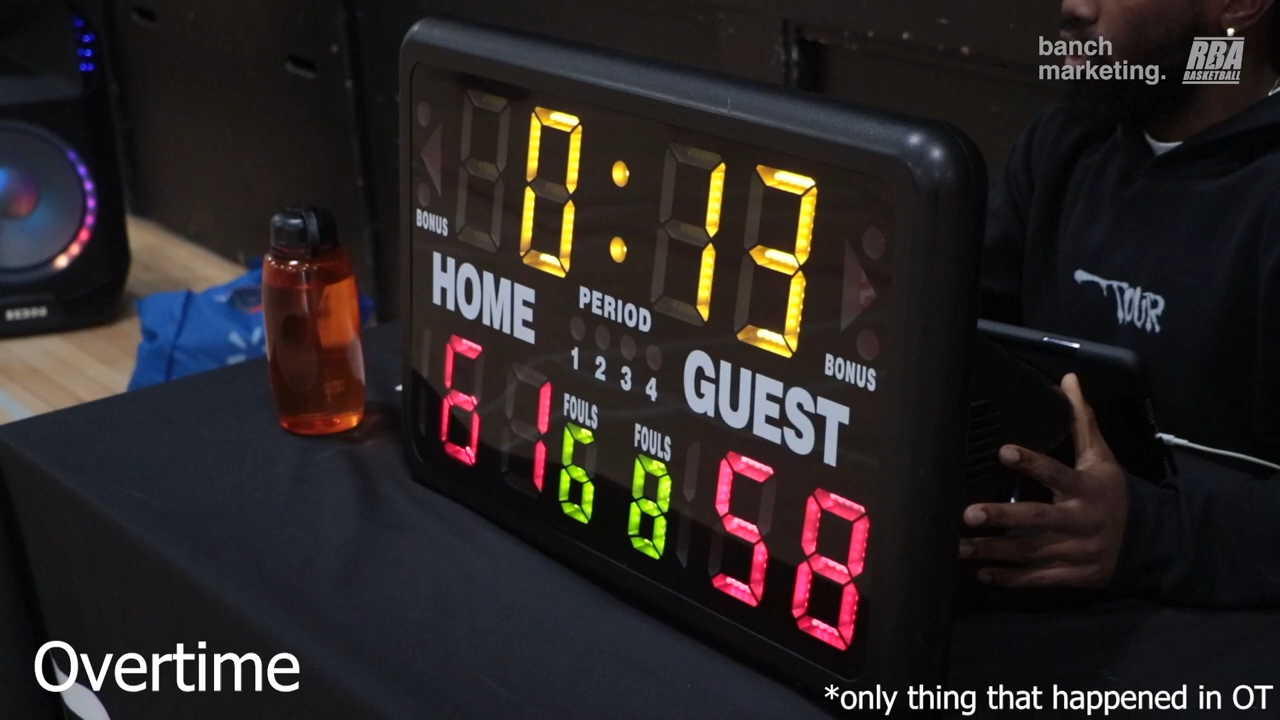 banch
marketing.
RBA
BASKETBALL
0:13
BONUS
HOME
PERIOD
1 2 3 4
BONUS
GUEST
FOULS
FOULS
61
6
8
58
TOUR
Overtime
*only thing that happened in OT